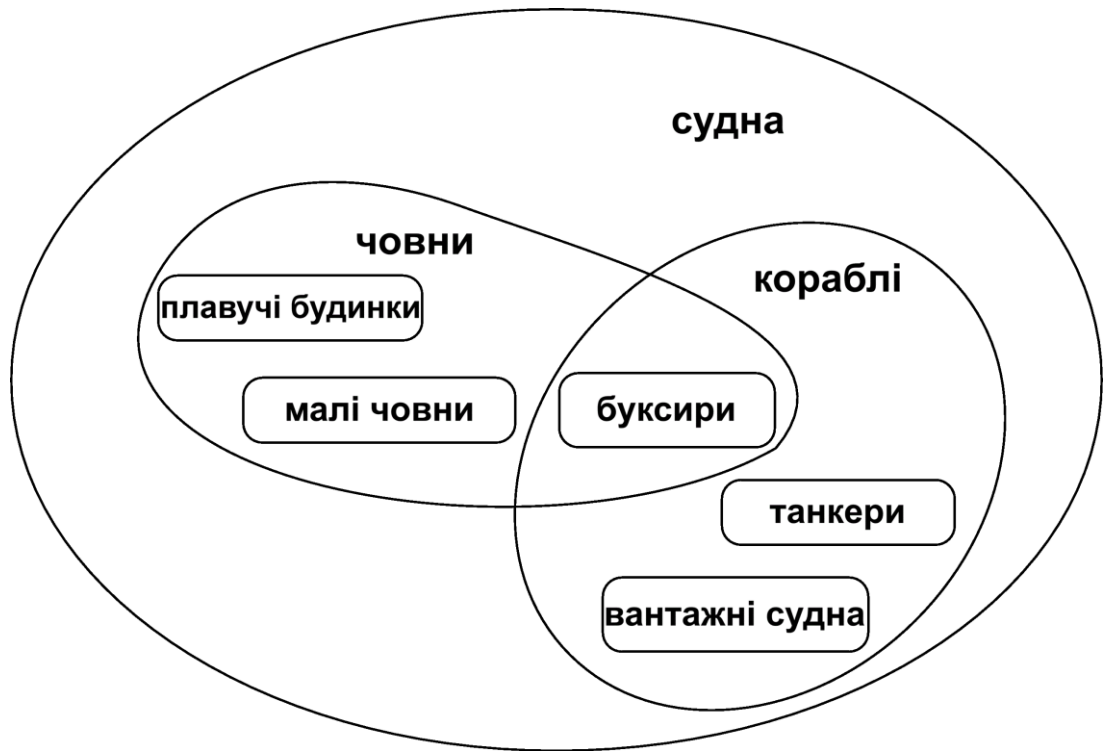 судна
човни
кораблі
плавучі будинки
малі човни
буксири
танкери
вантажні судна